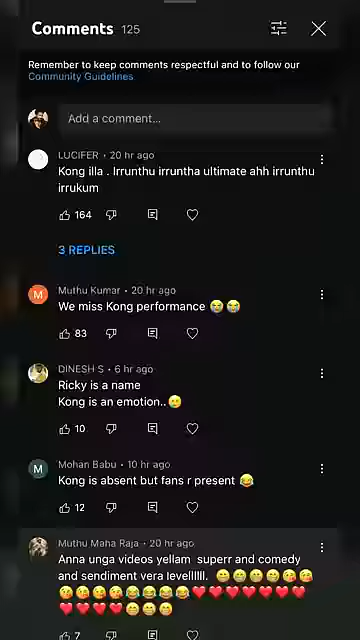 Comments 125
Remember to keep comments respectful and to follow our
Community Guidelines
Add a comment...
LUCIFER • 20 hr ago
Kong illa . Irrunthu irruntha ultimate ahh irrunthu
irrukum
164
3 REPLIES
M
Muthu Kumar • 20 hr ago
We miss Kong performance 😭😭
83
DINESH S • 6 hr ago
Ricky is a name
Kong is an emotion..🥲
10
M
Mohan Babu • 10 hr ago
Kong is absent but fans r present 😂
12
Muthu Maha Raja • 20 hr ago
Anna unga videos yellam superr and comedy
and sendiment vera levelllllll. 😁😁😁😁😁😋😋
😋😋😋😋😂😂😂😂❤️❤️❤️❤️❤️❤️❤️
❤️❤️❤️❤️😁😁😁
7